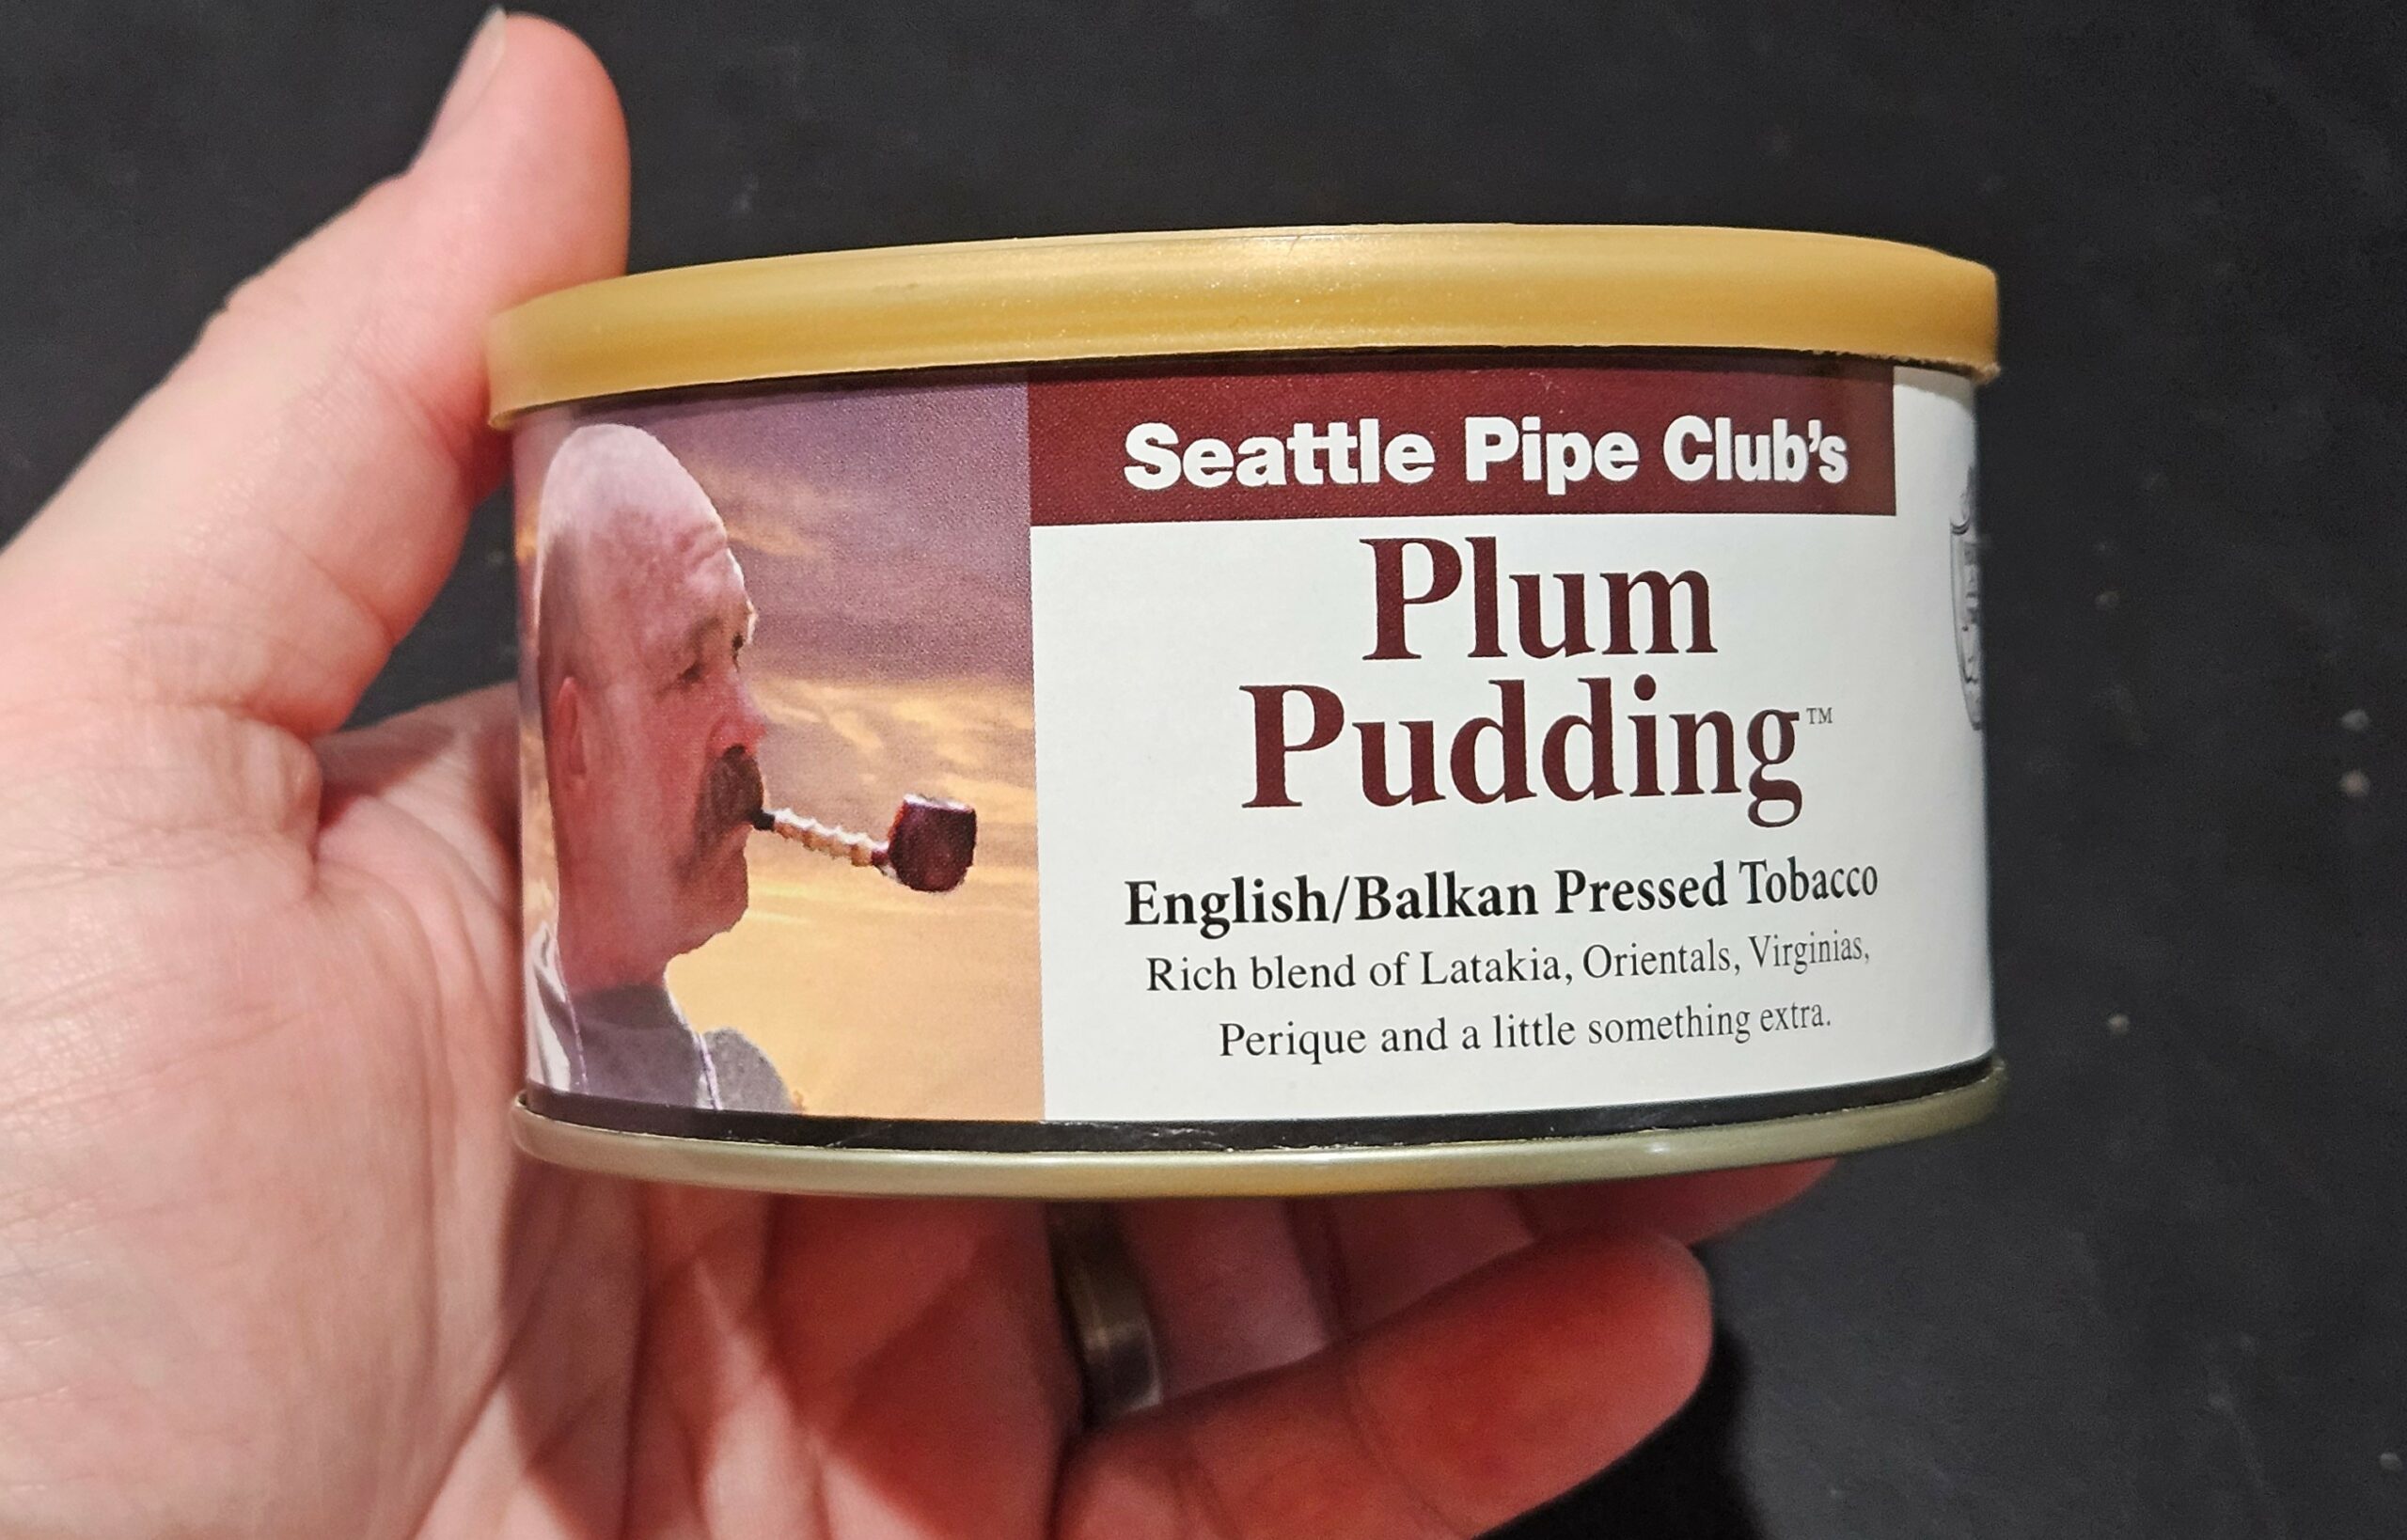 Seattle Pipe Club's
Plum
Pudding™
English/Balkan Pressed Tobacco
Rich blend of Latakia, Orientals, Virginias,
Perique and a little something extra.